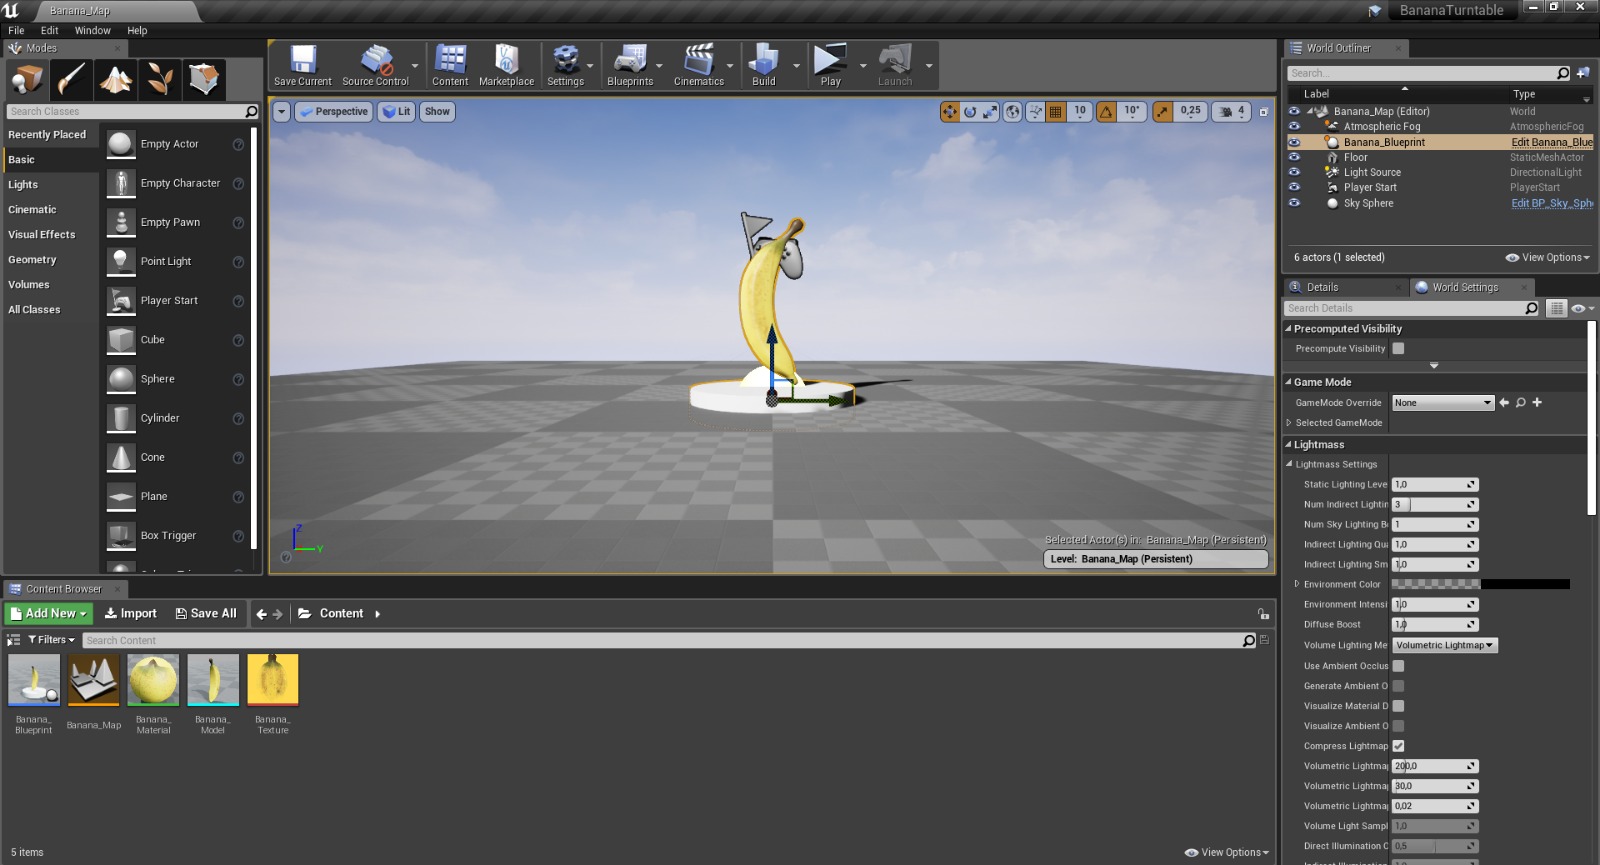 Banana_Map
BananaTurntable
File Edit Window Help
Modes
Search Classes
Recently Placed
Basic
Lights
Cinematic
Visual Effects
Geometry
Volumes
All Classes
Empty Actor
Empty Character
Empty Pawn
Point Light
Player Start
Cube
Sphere
Cylinder
Cone
Plane
Box Trigger
Save Current
Source Control
Content
Marketplace
Settings
Blueprints
Cinematics
Build
Play
Launch
Perspective Lit Show
10 10° 0,25 4
Z
Y
Selected Actor(s) in: Banana_Map (Persistent)
Level: Banana_Map (Persistent)
World Outliner
Search...
Label Type
Banana_Map (Editor) World
Atmospheric Fog AtmosphericFog
Banana_Blueprint Edit Banana_Blue
Floor StaticMeshActor
Light Source DirectionalLight
Player Start PlayerStart
Sky Sphere Edit BP_Sky_Sph
6 actors (1 selected) View Options
Details World Settings
Search Details
Precomputed Visibility
Precompute Visibility
Game Mode
GameMode Override None
Selected GameMode
Lightmass
Lightmass Settings
Static Lighting Leve 1,0
Num Indirect Lightin 3
Num Sky Lighting B 1
Indirect Lighting Qua 1,0
Indirect Lighting Sm 1,0
Environment Color
Environment Intensi 1,0
Diffuse Boost 1,0
Volume Lighting Me Volumetric Lightmap
Use Ambient Occlus
Generate Ambient O
Visualize Material D
Visualize Ambient O
Compress Lightmap
Volumetric Lightma 200,0
Volumetric Lightma 30,0
Volumetric Lightma 0,02
Volume Light Sampl 1,0
Direct Illumination O 0,5
Content Browser
Add New Import Save All Content
Filters Search Content
Banana_
Blueprint
Banana_Map
Banana_
Material
Banana_
Model
Banana_
Texture
5 items
View Options